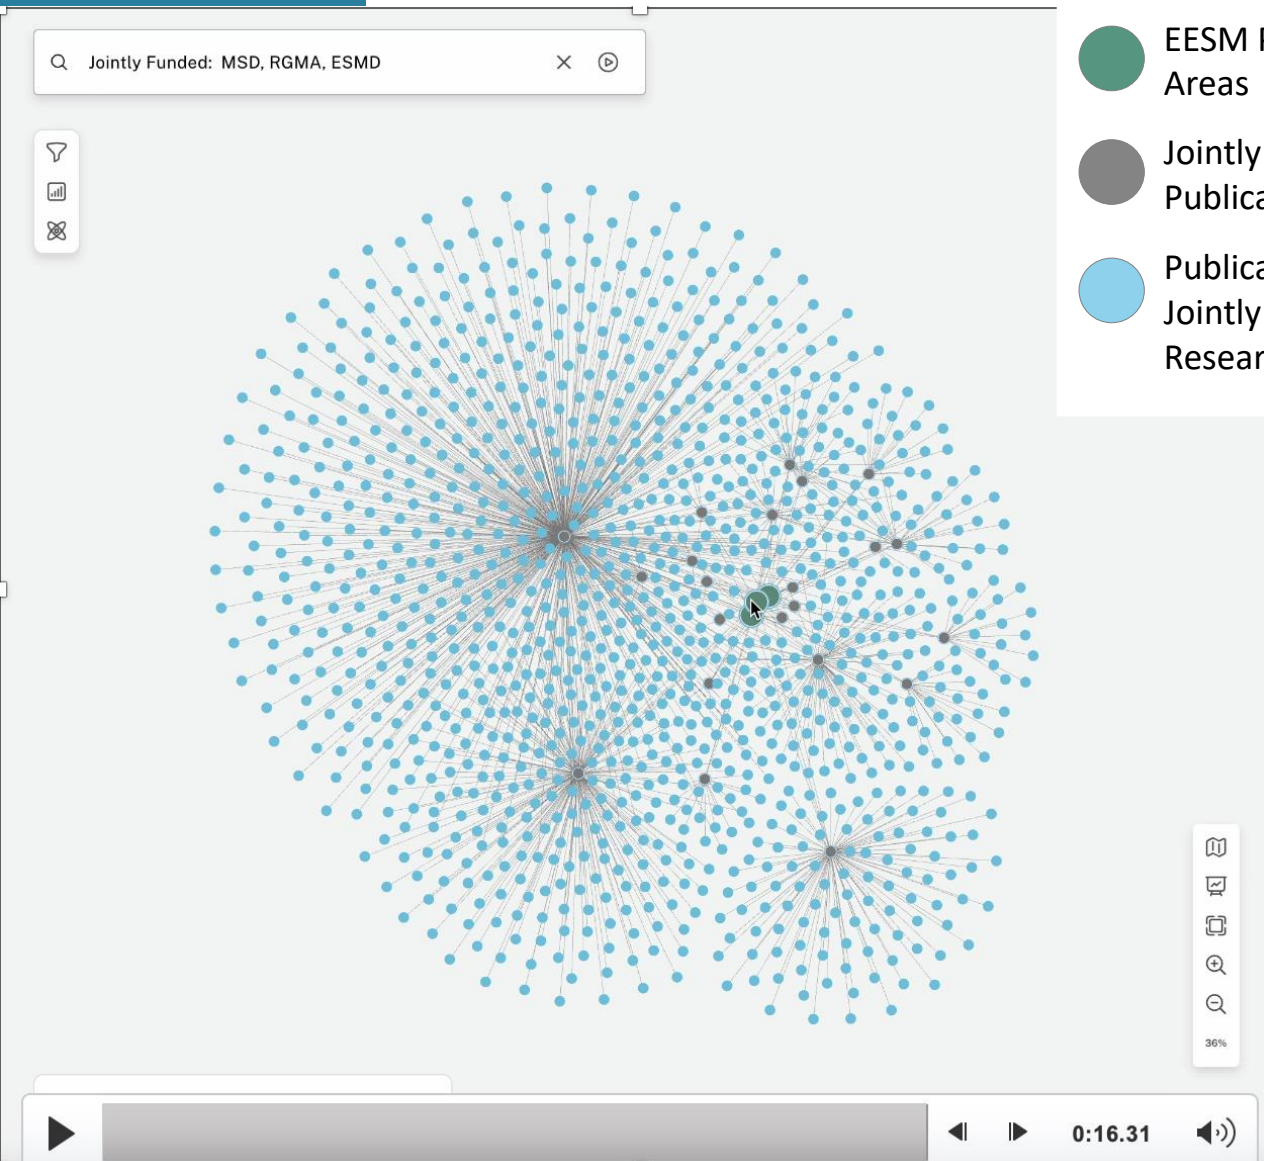 Jointly Funded: MSD, RGMA, ESMD
EESM
Areas
Jointly
Publica
Publica
Jointly
Resear
36%
0:16.31